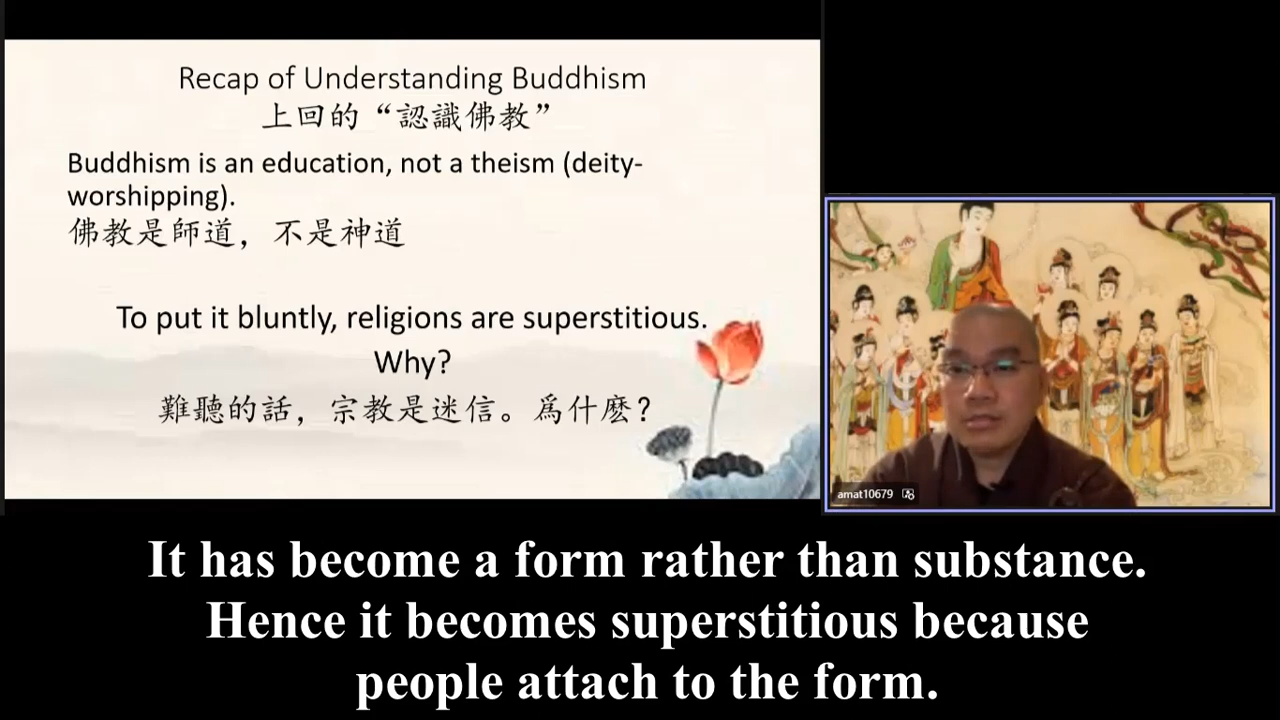 Recap of Understanding Buddhism
上回的“認識佛教”
Buddhism is an education, not a theism (deity-
worshipping).
佛教是師道，不是神道
To put it bluntly, religions are superstitious.
Why?
難聽的話，宗教是迷信。爲什麽？
amat10679
It has become a form rather than substance.
Hence it becomes superstitious because
people attach to the form.